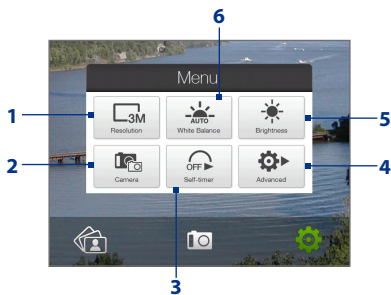 6
Menu
1
3M
AUTO
5
Resolution
White Balance
Brightness
2
OFF
4
Camera
Self-timer
Advanced
3